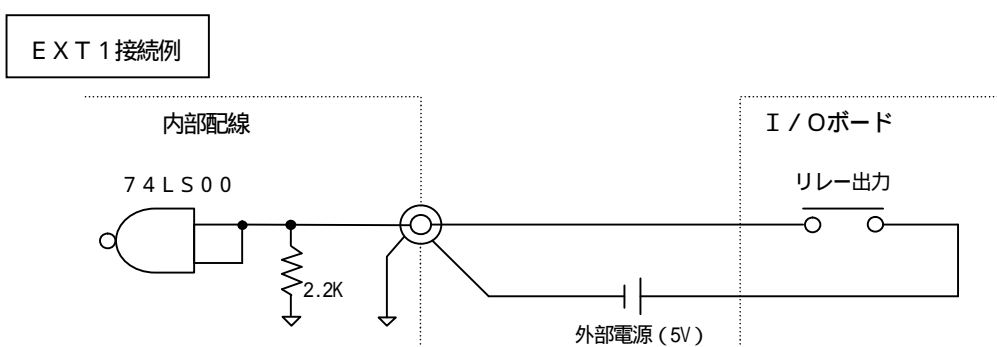 EXT1接続例
内部配線
I/Oボード
74LS00
リレー出力
2.2K
外部電源(5V)